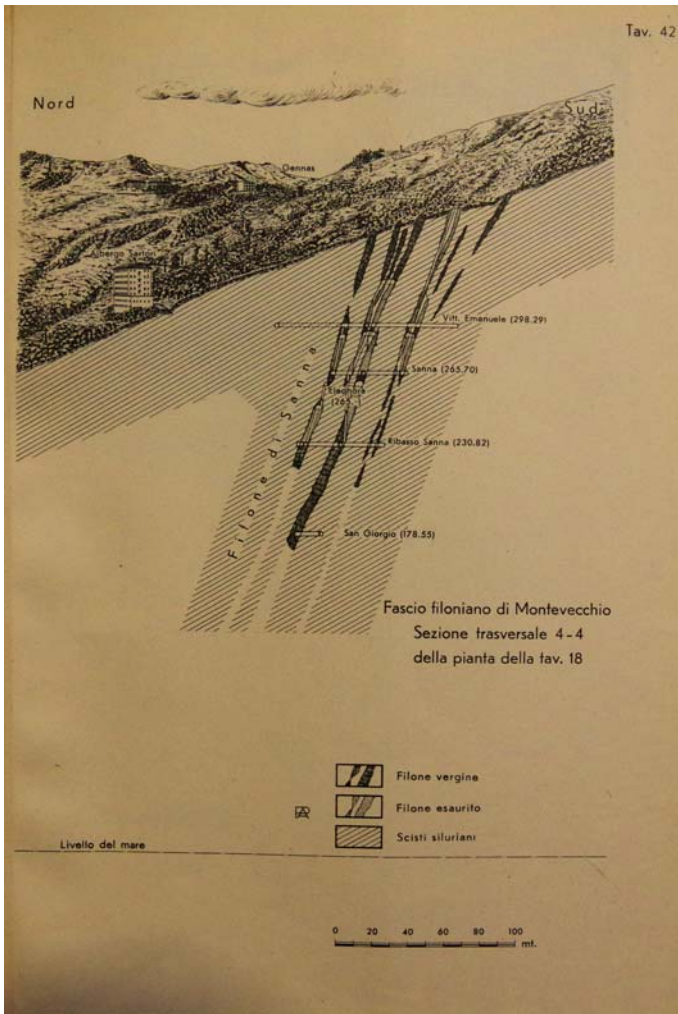 Tav. 42
Nord
Sud
Gennas
Albergo Sartori
Vitt. Emanuele (298.29)
Sanna (265.70)
Eleonora
(265.-)
Ribasso Sanna (230.82)
Filone di Sanna
San Giorgio (178.55)
Fascio filoniano di Montevecchio
Sezione trasversale 4-4
della pianta della tav. 18
Filone vergine
Filone esaurito
Scisti siluriani
Livello del mare
0 20 40 60 80 100
mt.